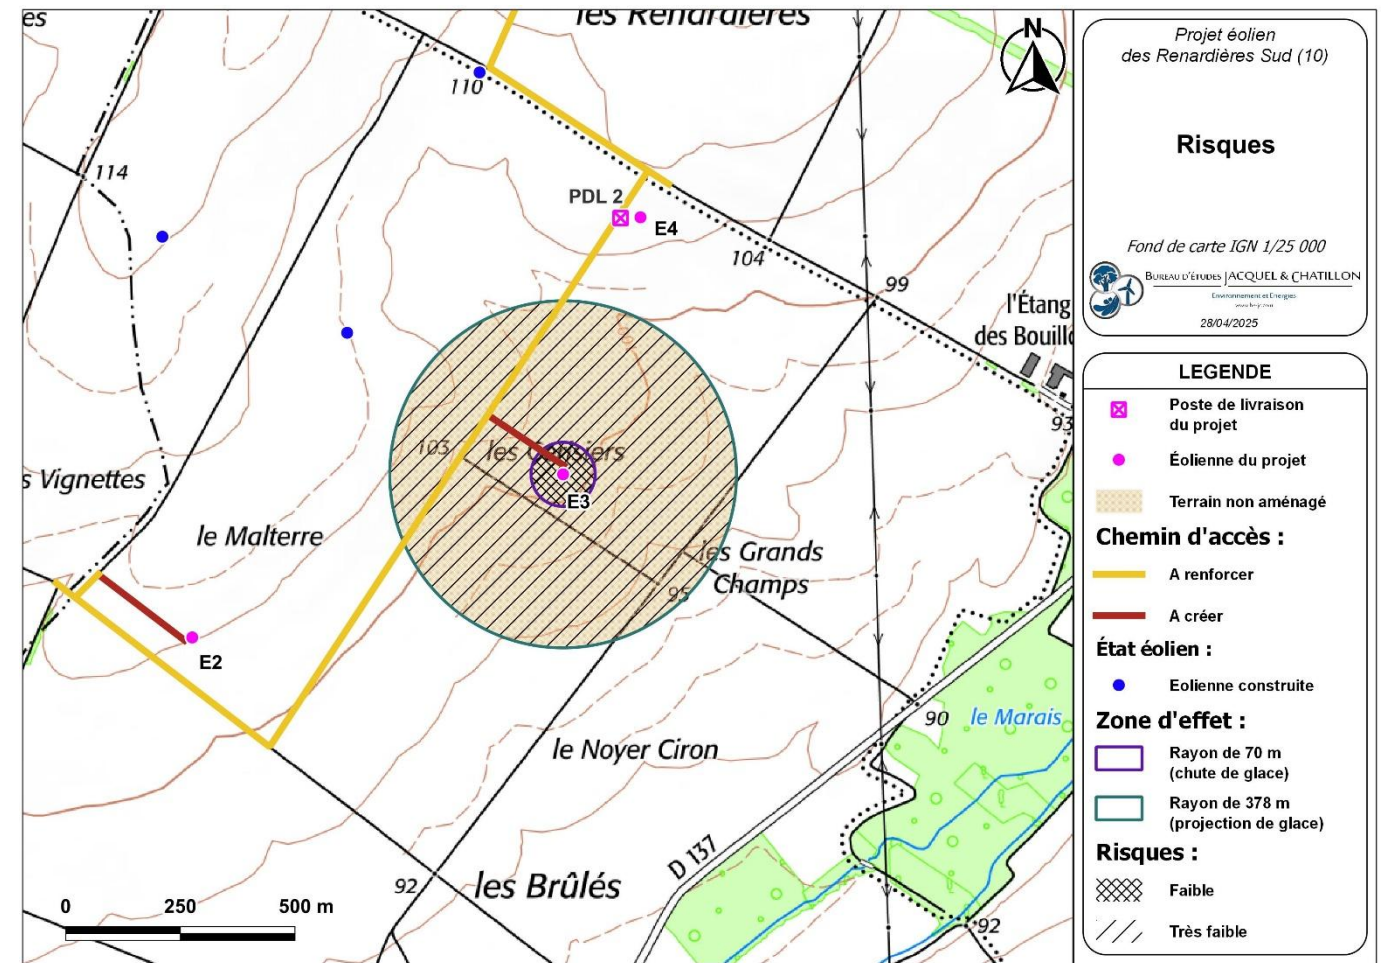 es
les Renardières
N
110
114
PDL 2
E4
104
99
l'Étang
des Bouill
93
103
les
iers
E3
s Vignettes
le Malterre
les Grands
Champs
95
E2
90
le Marais
le Noyer Ciron
D 137
92
les Brûlés
92
0 250 500 m
Projet éolien
des Renardières Sud (10)
Risques
Fond de carte IGN 1/25 000
BUREAU D'ÉTUDES JACQUEL & CHATILLON
Environnement et Energies
28/04/2025
LEGENDE
Poste de livraison
du projet
Éolienne du projet
Terrain non aménagé
Chemin d'accès :
A renforcer
A créer
État éolien :
Eolienne construite
Zone d'effet :
Rayon de 70 m
(chute de glace)
Rayon de 378 m
(projection de glace)
Risques :
Faible
Très faible